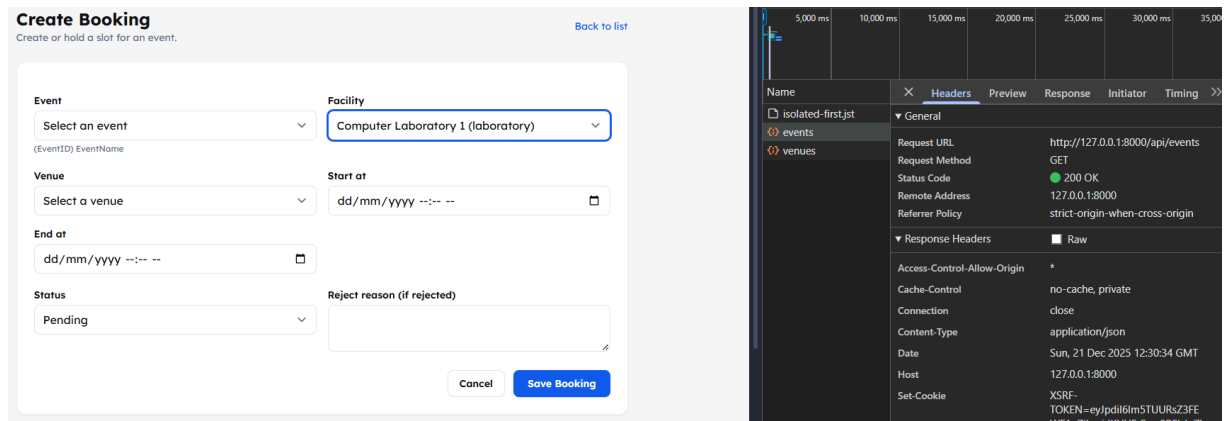 Create Booking
Create or hold a slot for an event.
Back to list
Event
Facility
Select an event
Computer Laboratory 1 (laboratory)
(EventID) EventName
Venue
Start at
Select a venue
dd/mm/yyyy --:-- --
End at
dd/mm/yyyy --:-- --
Status
Reject reason (if rejected)
Pending
Cancel
Save Booking
5,000 ms
10,000 ms
15,000 ms
20,000 ms
25,000 ms
30,000 ms
35,00
Name
Headers
Preview
Response
Initiator
Timing
isolated-first.jst
events
venues
General
Request URL
http://127.0.0.1:8000/api/events
Request Method
GET
Status Code
200 OK
Remote Address
127.0.0.1:8000
Referrer Policy
strict-origin-when-cross-origin
Response Headers
Raw
Access-Control-Allow-Origin
*
Cache-Control
no-cache, private
Connection
close
Content-Type
application/json
Date
Sun, 21 Dec 2025 12:30:34 GMT
Host
127.0.0.1:8000
Set-Cookie
XSRF-
TOKEN=eyJpdiI6Im5TUURsZ3FE